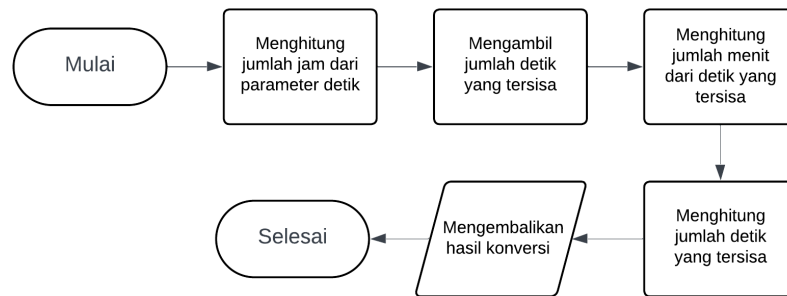 Mulai
Menghitung
jumlah jam dari
parameter detik
Mengambil
jumlah detik
yang tersisa
Menghitung
jumlah menit
dari detik yang
tersisa
Menghitung
jumlah detik
yang tersisa
Mengembalikan
hasil konversi
Selesai